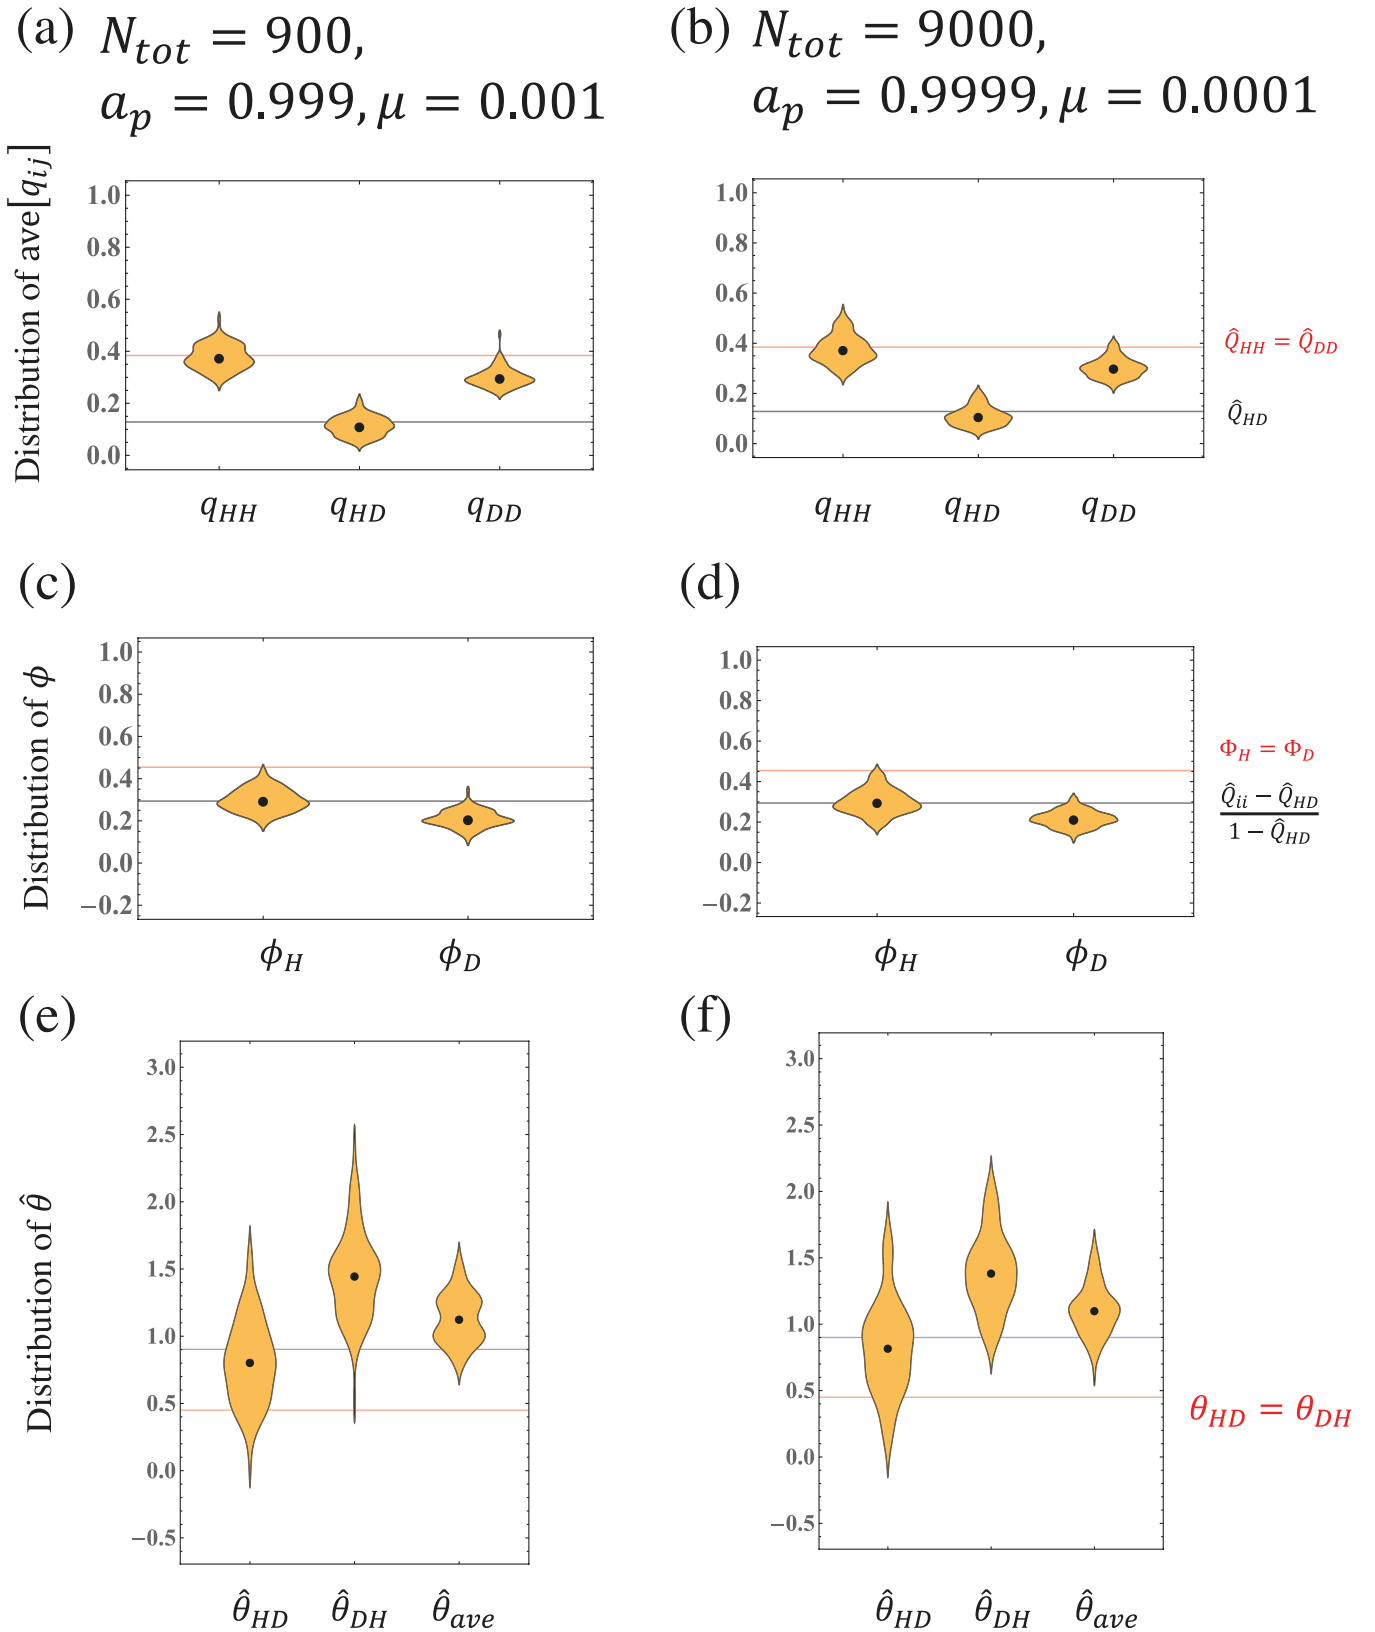 (a) N_tot = 900,
a_p = 0.999, μ = 0.001
(b) N_tot = 9000,
a_p = 0.9999, μ = 0.0001
Distribution of ave[q_ij]
1.0
0.8
0.6
0.4
0.2
0.0
q_HH q_HD q_DD
1.0
0.8
0.6
0.4
0.2
0.0
q_HH q_HD q_DD
Q̂_HH = Q̂_DD
Q̂_HD
(c)
Distribution of ϕ
1.0
0.8
0.6
0.4
0.2
0.0
−0.2
ϕ_H ϕ_D
(d)
1.0
0.8
0.6
0.4
0.2
0.0
−0.2
ϕ_H ϕ_D
Φ_H = Φ_D
Q̂_ii − Q̂_HD
1 − Q̂_HD
(e)
Distribution of θ̂
3.0
2.5
2.0
1.5
1.0
0.5
0.0
−0.5
θ̂_HD θ̂_DH θ̂_ave
(f)
3.0
2.5
2.0
1.5
1.0
0.5
0.0
−0.5
θ̂_HD θ̂_DH θ̂_ave
θ_HD = θ_DH